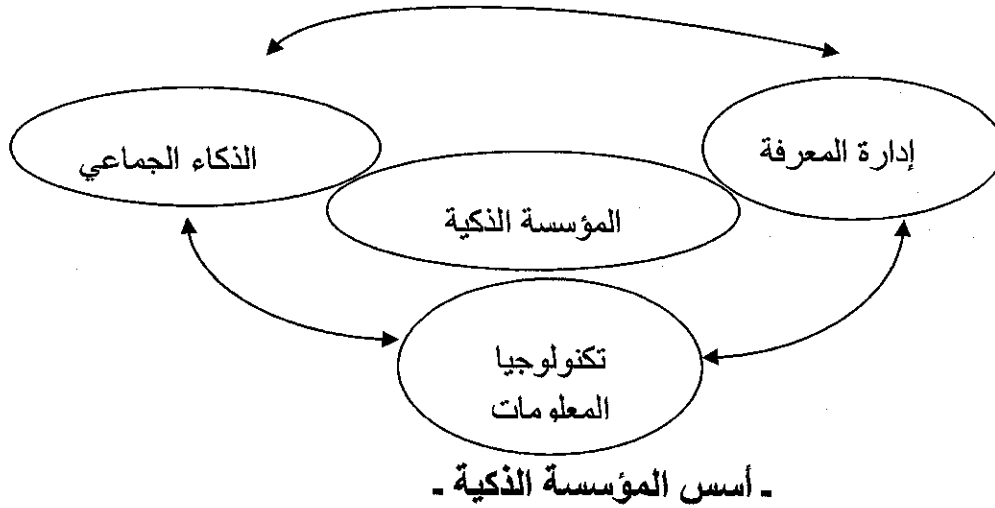 إدارة المعرفة
الذكاء الجماعي
المؤسسة الذكية
تكنولوجيا
المعلومات
ـ أسس المؤسسة الذكية ـ